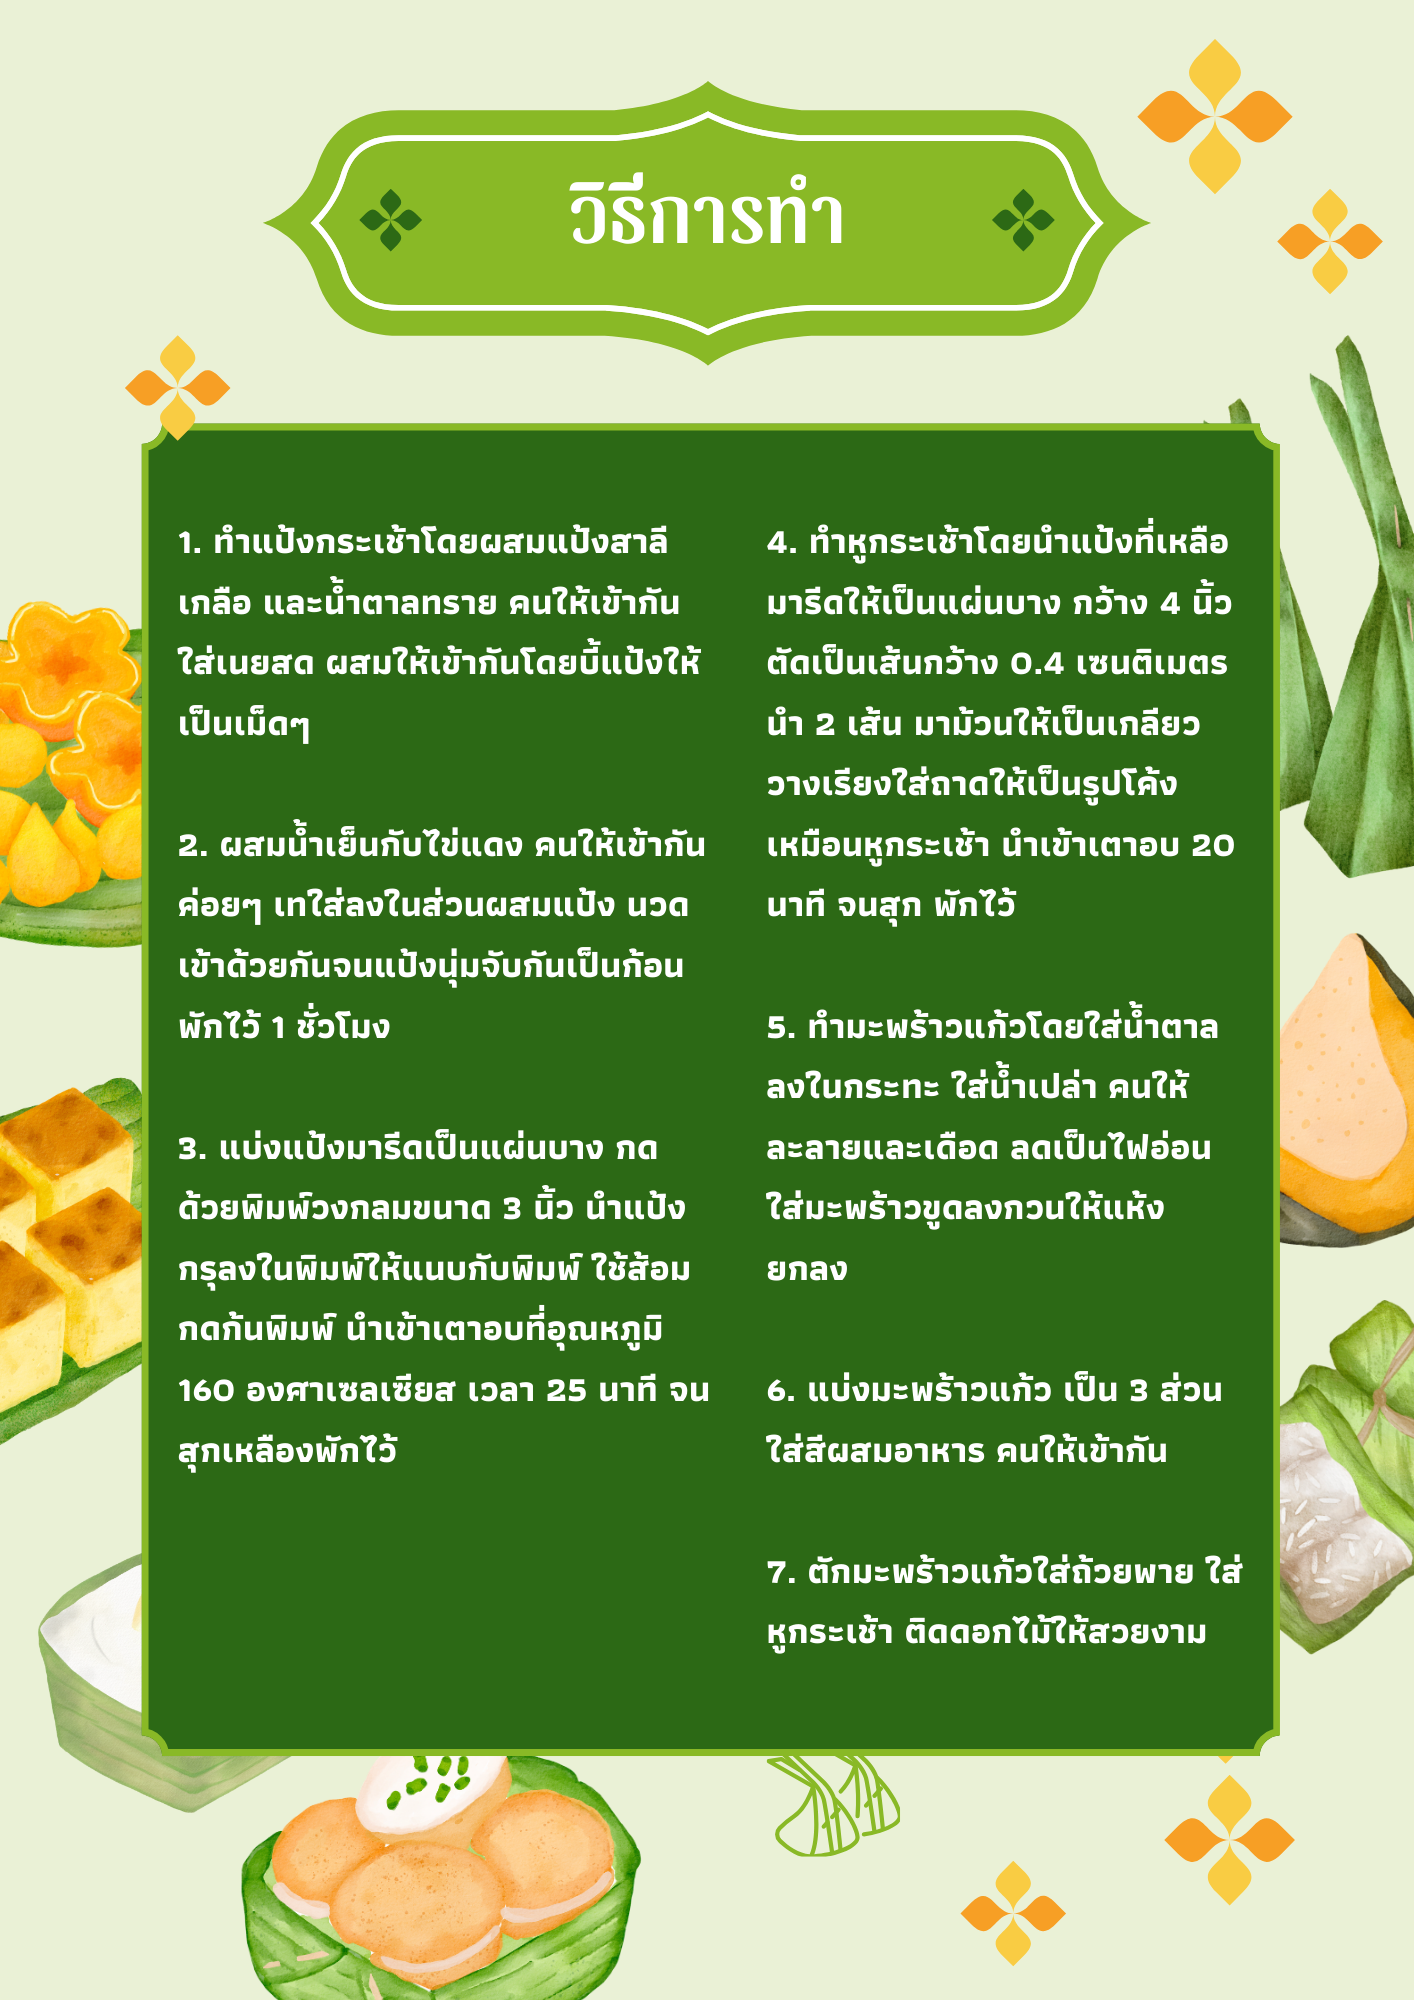 วิธีการทำ
1. ทำแป้งกระเช้าโดยผสมแป้งสาลี
เกลือ และน้ำตาลทราย คนให้เข้ากัน
ใส่เนยสด ผสมให้เข้ากันโดยบี้แป้งให้
เป็นเม็ดๆ
2. ผสมน้ำเย็นกับไข่แดง คนให้เข้ากัน
ค่อยๆ เทใส่ลงในส่วนผสมแป้ง นวด
เข้าด้วยกันจนแป้งนุ่มจับกันเป็นก้อน
พักไว้ 1 ชั่วโมง
3. แบ่งแป้งมารีดเป็นแผ่นบาง กด
ด้วยพิมพ์วงกลมขนาด 3 นิ้ว นำแป้ง
กรุลงในพิมพ์ให้แนบกับพิมพ์ ใช้ส้อม
กดก้นพิมพ์ นำเข้าเตาอบที่อุณหภูมิ
160 องศาเซลเซียส เวลา 25 นาที จน
สุกเหลืองพักไว้
4. ทำหูกระเช้าโดยนำแป้งที่เหลือ
มารีดให้เป็นแผ่นบาง กว้าง 4 นิ้ว
ตัดเป็นเส้นกว้าง 0.4 เซนติเมตร
นำ 2 เส้น มาม้วนให้เป็นเกลียว
วางเรียงใส่ถาดให้เป็นรูปโค้ง
เหมือนหูกระเช้า นำเข้าเตาอบ 20
นาที จนสุก พักไว้
5. ทำมะพร้าวแก้วโดยใส่น้ำตาล
ลงในกระทะ ใส่น้ำเปล่า คนให้
ละลายและเดือด ลดเป็นไฟอ่อน
ใส่มะพร้าวขูดลงกวนให้แห้ง
ยกลง
6. แบ่งมะพร้าวแก้ว เป็น 3 ส่วน
ใส่สีผสมอาหาร คนให้เข้ากัน
7. ตักมะพร้าวแก้วใส่ถ้วยพาย ใส่
หูกระเช้า ติดดอกไม้ให้สวยงาม